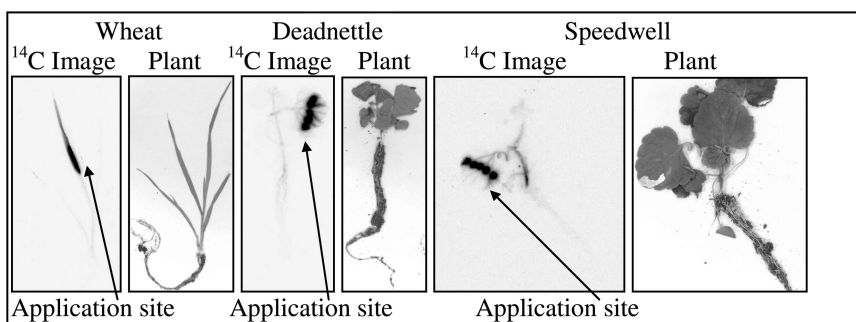 Wheat Deadnettle Speedwell
¹⁴C Image Plant ¹⁴C Image Plant ¹⁴C Image Plant
Application site Application site Application site